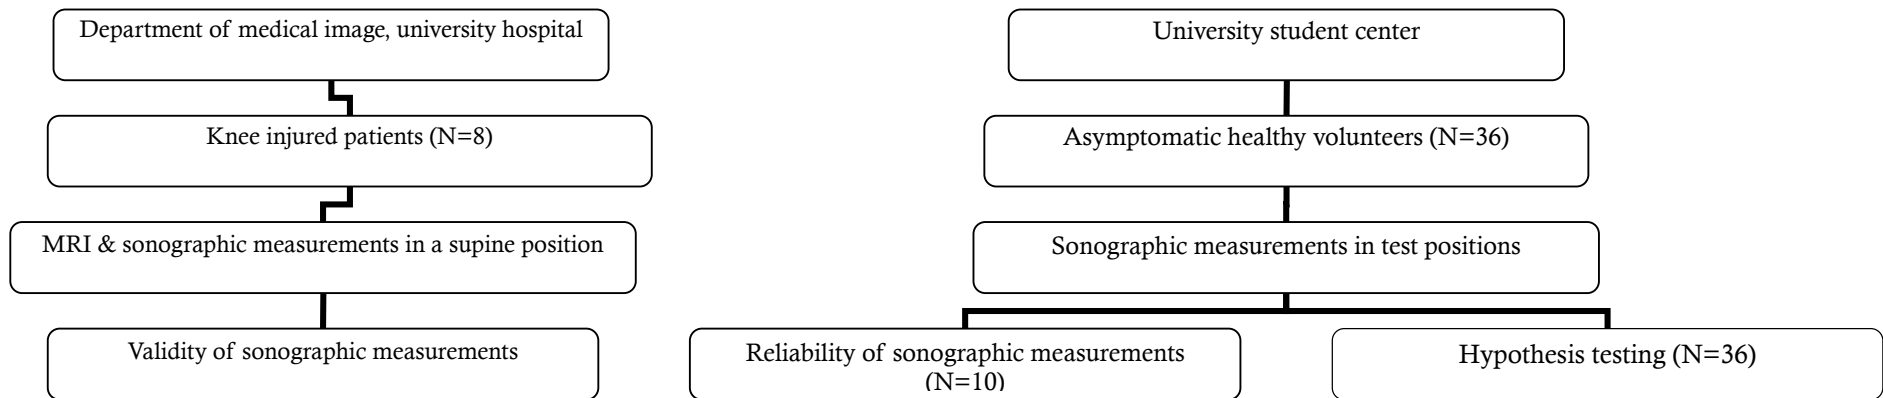 Department of medical image, university hospital
Knee injured patients (N=8)
MRI & sonographic measurements in a supine position
Validity of sonographic measurements
University student center
Asymptomatic healthy volunteers (N=36)
Sonographic measurements in test positions
Reliability of sonographic measurements
(N=10)
Hypothesis testing (N=36)